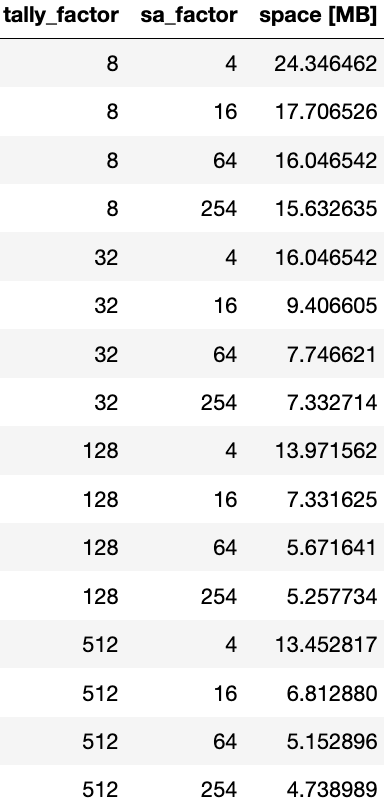 tally_factor sa_factor space [MB]
8 4 24.346462
8 16 17.706526
8 64 16.046542
8 254 15.632635
32 4 16.046542
32 16 9.406605
32 64 7.746621
32 254 7.332714
128 4 13.971562
128 16 7.331625
128 64 5.671641
128 254 5.257734
512 4 13.452817
512 16 6.812880
512 64 5.152896
512 254 4.738989